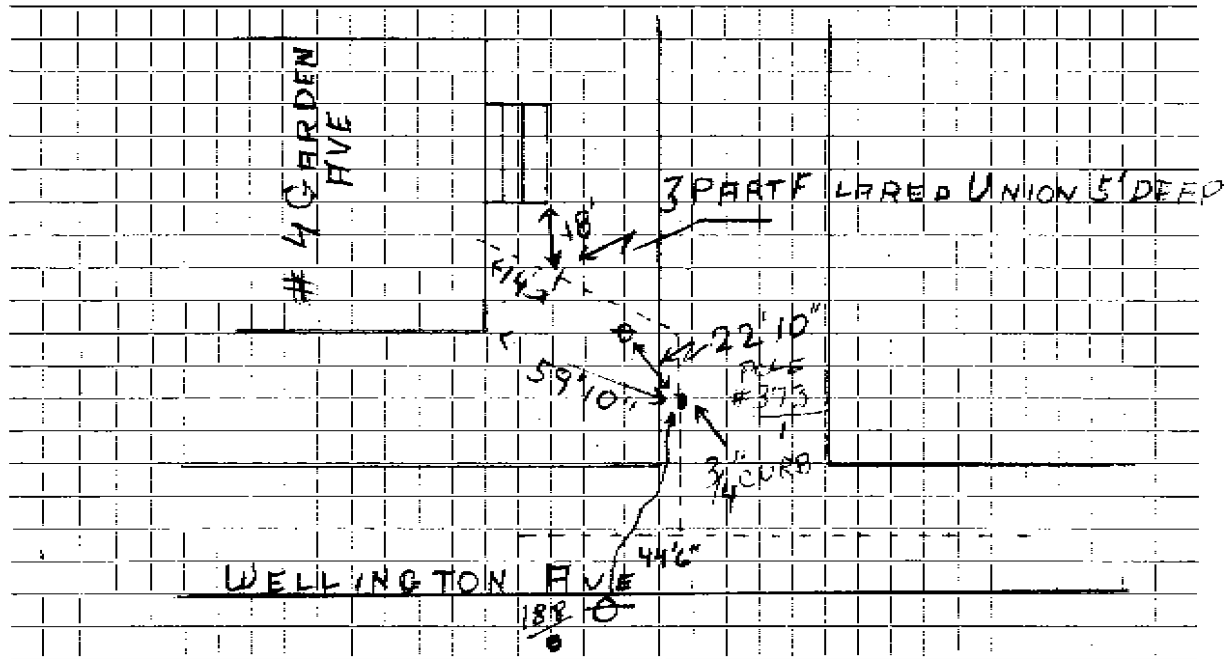 # 4 GARDEN
AVE
3 PART FLARED UNION 5' DEEP
18'
14'
22' 10"
59' 10"
#373
1
3/4" CURB
44' 6"
WELLINGTON AVE